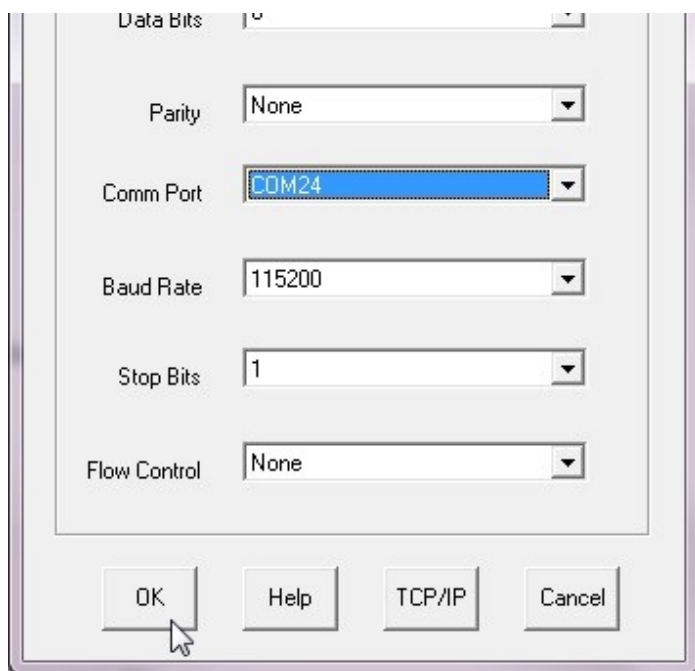 Data Bits
Parity None
Comm Port COM24
Baud Rate 115200
Stop Bits 1
Flow Control None
OK Help TCP/IP Cancel